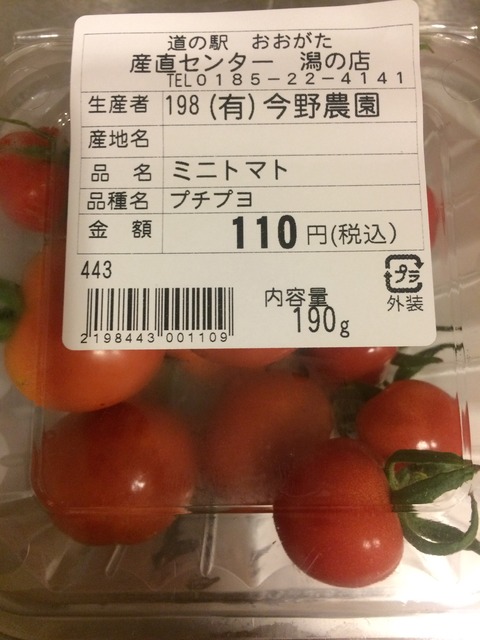 道の駅 おおがた
産直センター 潟の店
TEL0185-22-4141
生産者 198 (有)今野農園
産地名
品名 ミニトマト
品種名 プチプヨ
金額 110円(税込)
443
プラ
外装
内容量
190g
2198443001109